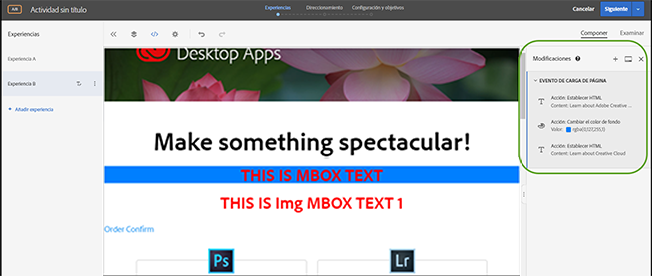 A/B Actividad sin título
Experiencias Direccionamiento Configuración y objetivos
Cancelar Siguiente
Componer Examinar
Experiencias
Experiencia A
Experiencia B
+ Añadir experiencia
Desktop Apps
Make something spectacular!
THIS IS MBOX TEXT
THIS IS Img MBOX TEXT 1
Order Confirm
Ps Lr
Modificaciones
EVENTO DE CARGA DE PÁGINA
Acción: Establecer HTML
Content: Learn about Adobe Creative ...
Acción: Cambiar el color de fondo
Valor: rgba(0,127,255,1)
Acción: Establecer HTML
Content: Learn about Creative Cloud